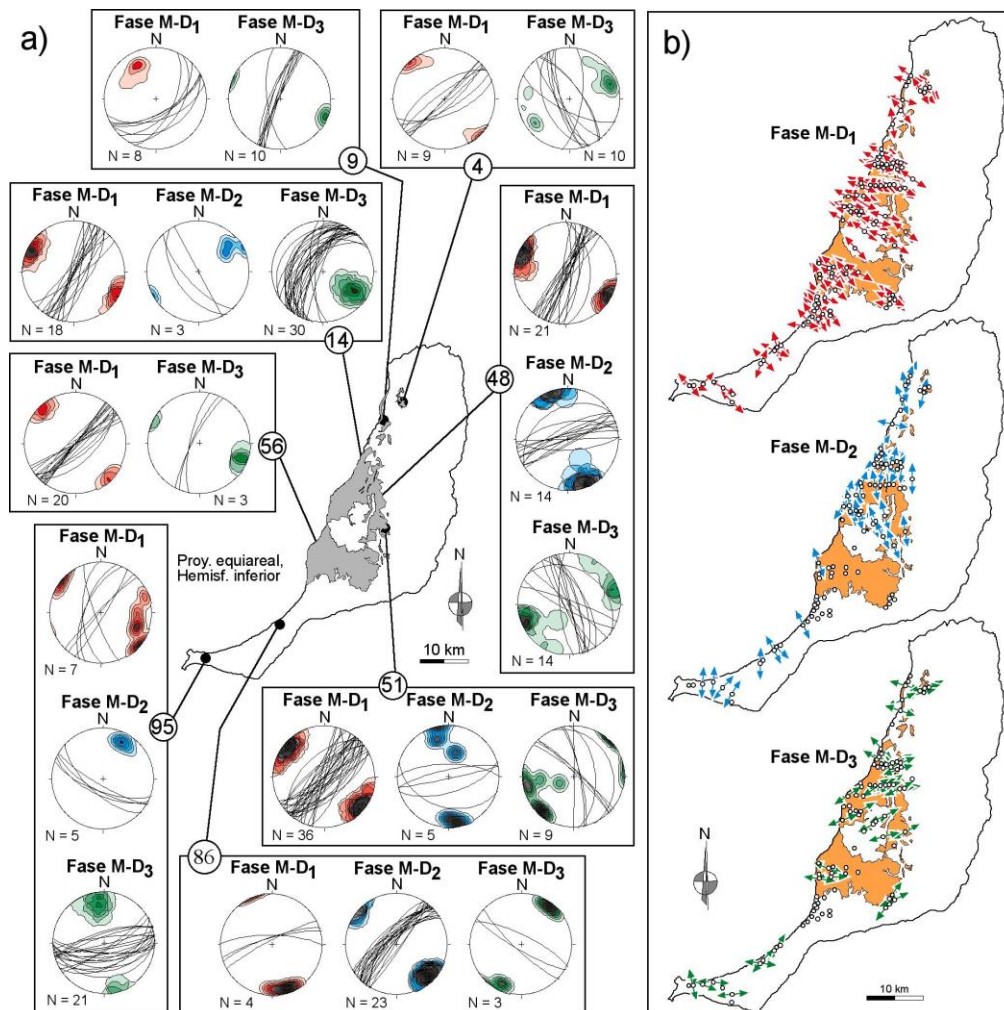 a)
Fase M-D1
N
N = 8
Fase M-D3
N
N = 10
9
Fase M-D1
N
N = 9
Fase M-D3
N
N = 10
4
Fase M-D1
N
N = 18
Fase M-D2
N
N = 3
Fase M-D3
N
N = 30
14
Fase M-D1
N
N = 21
Fase M-D2
N
N = 14
Fase M-D3
N
N = 14
48
Fase M-D1
N
N = 20
Fase M-D3
N
N = 3
56
Fase M-D1
N
N = 7
Fase M-D2
N
N = 5
Fase M-D3
N
N = 21
95
Proy. equiareal,
Hemisf. inferior
N
10 km
51
Fase M-D1
N
N = 36
Fase M-D2
N
N = 5
Fase M-D3
N
N = 9
86
Fase M-D1
N
N = 4
Fase M-D2
N
N = 23
Fase M-D3
N
N = 3
b)
Fase M-D1
Fase M-D2
Fase M-D3
N
10 km